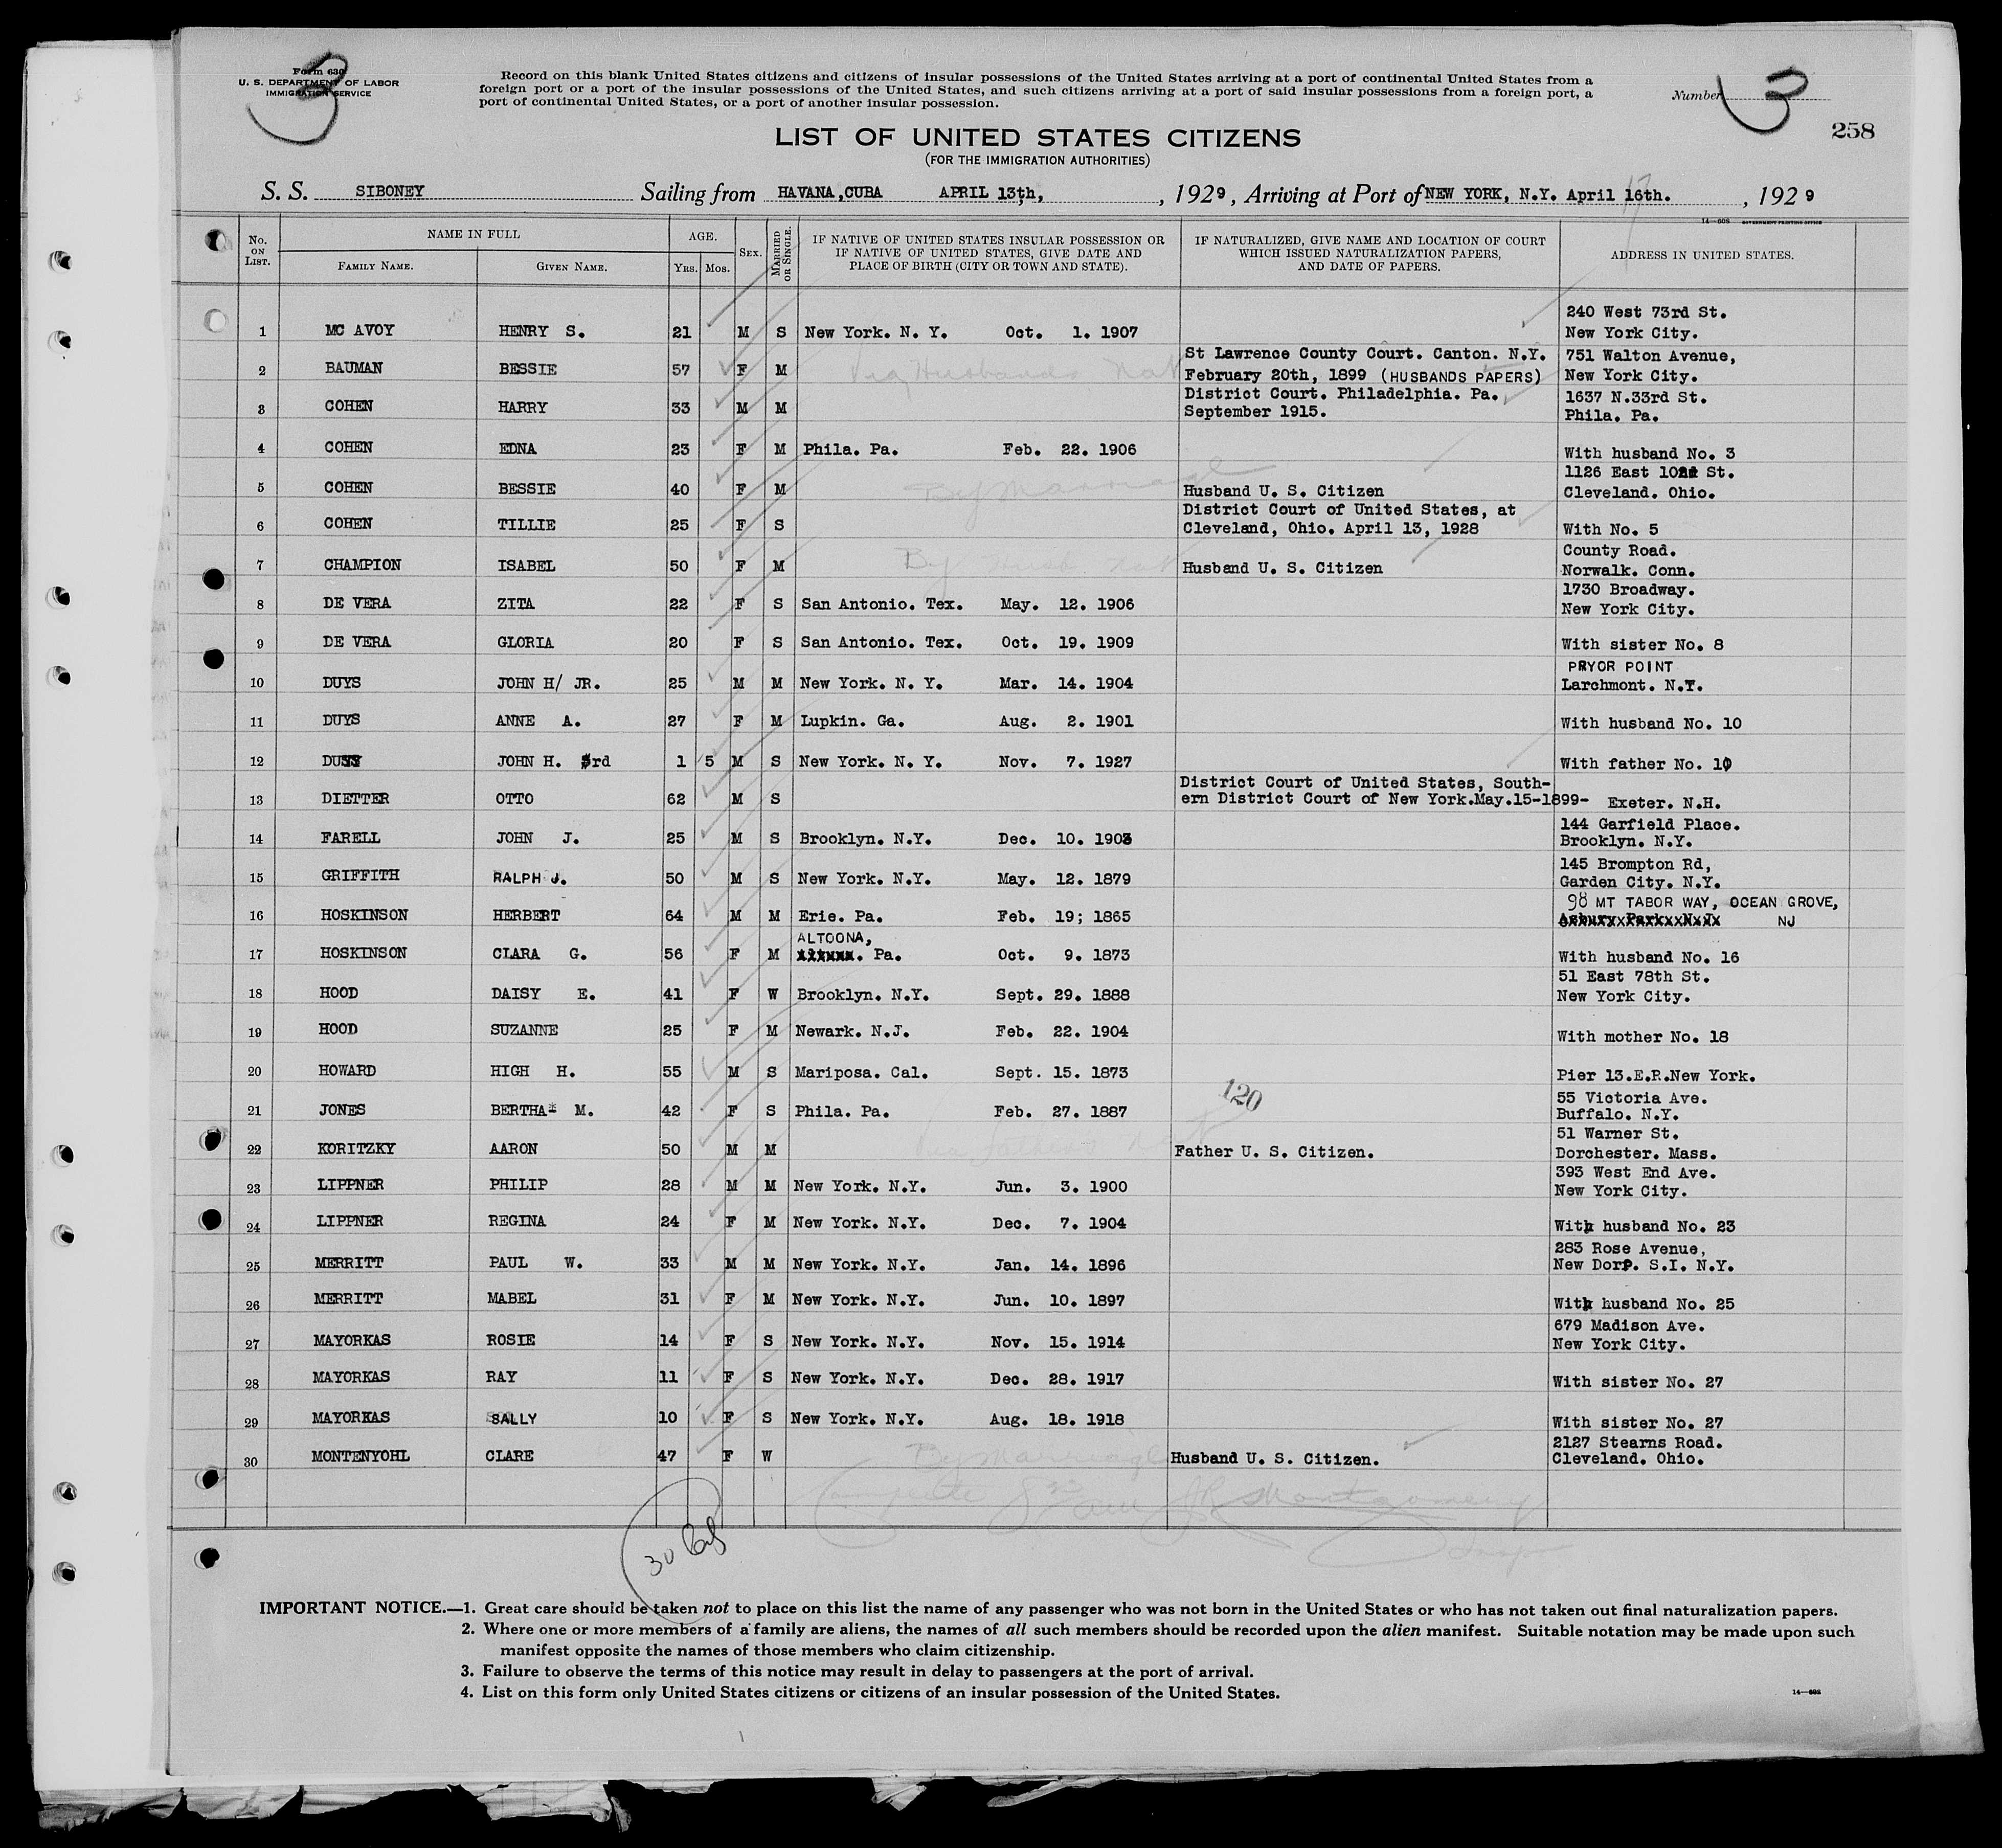 Form 630
U. S. DEPARTMENT OF LABOR
IMMIGRATION SERVICE
3
Record on this blank United States citizens and citizens of insular possessions of the United States arriving at a port of continental United States from a
foreign port or a port of the insular possessions of the United States, and such citizens arriving at a port of said insular possessions from a foreign port, a
port of continental United States, or a port of another insular possession.
Number 3
258
LIST OF UNITED STATES CITIZENS
(FOR THE IMMIGRATION AUTHORITIES)
S. S. SIBONEY Sailing from HAVANA,CUBA APRIL 13th, , 1929, Arriving at Port of NEW YORK, N.Y. April 16th. , 1929
17
14—608 GOVERNMENT PRINTING OFFICE
No. ON LIST. NAME IN FULL FAMILY NAME. GIVEN NAME. AGE. YRS. MOS. SEX. MARRIED OR SINGLE. IF NATIVE OF UNITED STATES INSULAR POSSESSION OR IF NATIVE OF UNITED STATES, GIVE DATE AND PLACE OF BIRTH (CITY OR TOWN AND STATE). IF NATURALIZED, GIVE NAME AND LOCATION OF COURT WHICH ISSUED NATURALIZATION PAPERS, AND DATE OF PAPERS. ADDRESS IN UNITED STATES.
240 West 73rd St.
1 MC AVOY HENRY S. 21 M S New York. N. Y. Oct. 1. 1907 New York City.
St Lawrence County Court. Canton. N.Y. 751 Walton Avenue,
2 BAUMAN BESSIE 57 F M Via Husbands Nat February 20th, 1899 (HUSBANDS PAPERS) New York City.
District Court. Philadelphia. Pa. 1637 N.33rd St.
3 COHEN HARRY 33 M M September 1915. Phila. Pa.
4 COHEN EDNA 23 F M Phila. Pa. Feb. 22. 1906 With husband No. 3
1126 East 102nd St.
5 COHEN BESSIE 40 F M By Marriage Husband U. S. Citizen Cleveland. Ohio.
District Court of United States, at
6 COHEN TILLIE 25 F S Cleveland, Ohio. April 13, 1928 With No. 5
County Road.
7 CHAMPION ISABEL 50 F M By Husb. Nat Husband U. S. Citizen Norwalk. Conn.
1730 Broadway.
8 DE VERA ZITA 22 F S San Antonio. Tex. May. 12. 1906 New York City.
9 DE VERA GLORIA 20 F S San Antonio. Tex. Oct. 19. 1909 With sister No. 8
PRYOR POINT
10 DUYS JOHN H/ JR. 25 M M New York. N. Y. Mar. 14. 1904 Larchmont. N.Y.
11 DUYS ANNE A. 27 F M Lupkin. Ga. Aug. 2. 1901 With husband No. 10
12 DUYS JOHN H. 3rd 1 5 M S New York. N. Y. Nov. 7. 1927 With father No. 10
District Court of United States, South-
13 DIETTER OTTO 62 M S ern District Court of New York.May.15-1899- Exeter. N.H.
144 Garfield Place.
14 FARELL JOHN J. 25 M S Brooklyn. N.Y. Dec. 10. 1903 Brooklyn. N.Y.
145 Brompton Rd,
15 GRIFFITH RALPH J. 50 M S New York. N.Y. May. 12. 1879 Garden City. N.Y.
98 MT TABOR WAY, OCEAN GROVE,
16 HOSKINSON HERBERT 64 M M Erie. Pa. Feb. 19; 1865 NJ
ALTOONA,
17 HOSKINSON CLARA G. 56 F M Pa. Oct. 9. 1873 With husband No. 16
51 East 78th St.
18 HOOD DAISY E. 41 F W Brooklyn. N.Y. Sept. 29. 1888 New York City.
19 HOOD SUZANNE 25 F M Newark. N.J. Feb. 22. 1904 With mother No. 18
20 HOWARD HIGH H. 55 M S Mariposa. Cal. Sept. 15. 1873 Pier 13.E.R.New York.
120 55 Victoria Ave.
21 JONES BERTHA M. 42 F S Phila. Pa. Feb. 27. 1887 Buffalo. N.Y.
51 Warner St.
22 KORITZKY AARON 50 M M Via father's Nat Father U. S. Citizen. Dorchester. Mass.
393 West End Ave.
23 LIPPNER PHILIP 28 M M New York. N.Y. Jun. 3. 1900 New York City.
24 LIPPNER REGINA 24 F M New York. N.Y. Dec. 7. 1904 With husband No. 23
283 Rose Avenue,
25 MERRITT PAUL W. 33 M M New York. N.Y. Jan. 14. 1896 New Dorp. S.I. N.Y.
26 MERRITT MABEL 31 F M New York. N.Y. Jun. 10. 1897 With husband No. 25
679 Madison Ave.
27 MAYORKAS ROSIE 14 F S New York. N.Y. Nov. 15. 1914 New York City.
28 MAYORKAS RAY 11 F S New York. N.Y. Dec. 28. 1917 With sister No. 27
29 MAYORKAS SALLY 10 F S New York. N.Y. Aug. 18. 1918 With sister No. 27
2127 Stearns Road.
30 MONTENYOHL CLARE 47 F W By Marriage Husband U. S. Citizen. Cleveland. Ohio.
Montgomery
Insp
30
IMPORTANT NOTICE.—1. Great care should be taken not to place on this list the name of any passenger who was not born in the United States or who has not taken out final naturalization papers.
2. Where one or more members of a family are aliens, the names of all such members should be recorded upon the alien manifest. Suitable notation may be made upon such
manifest opposite the names of those members who claim citizenship.
3. Failure to observe the terms of this notice may result in delay to passengers at the port of arrival.
4. List on this form only United States citizens or citizens of an insular possession of the United States.
14—608